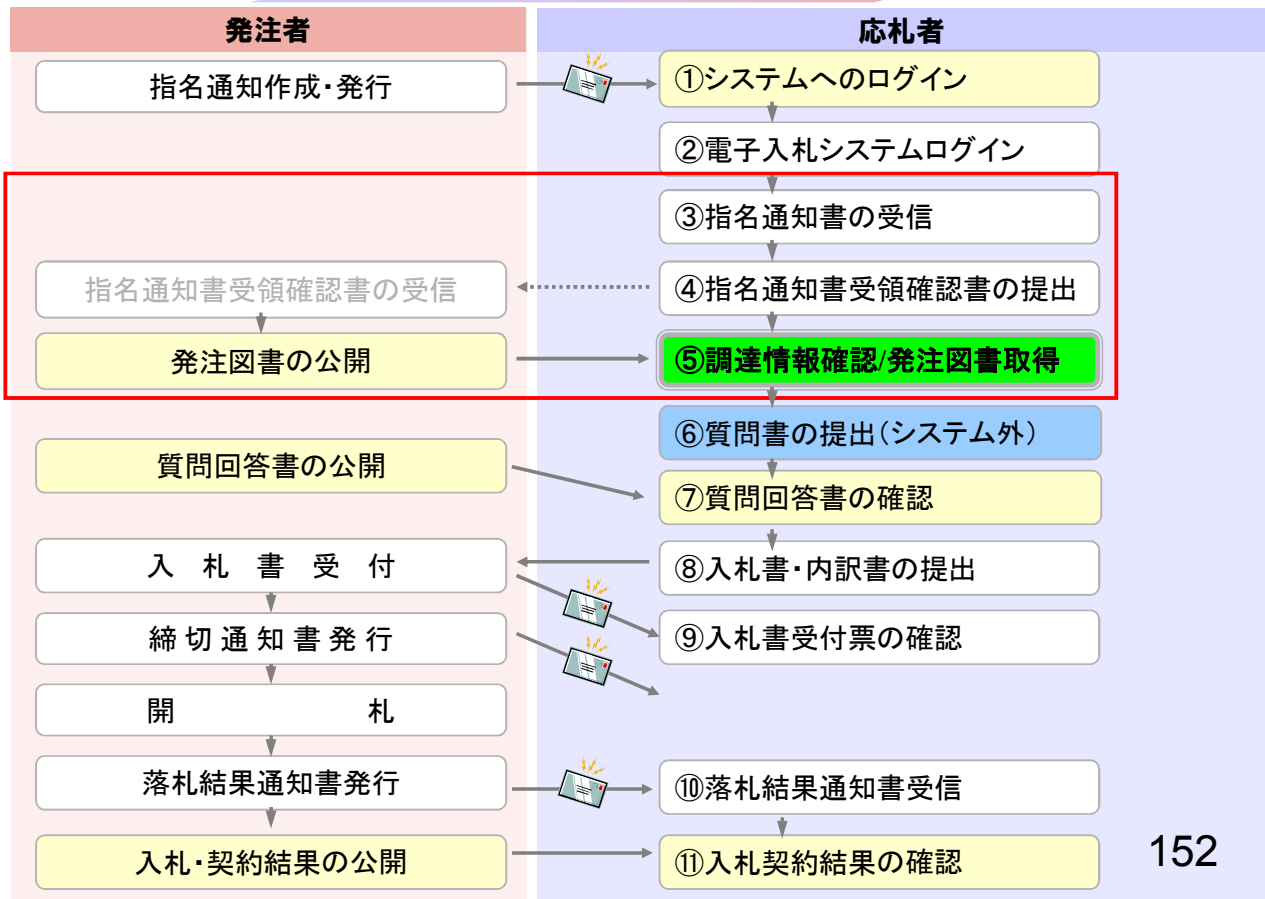 発注者
応札者
指名通知作成・発行
①システムへのログイン
②電子入札システムログイン
③指名通知書の受信
指名通知書受領確認書の受信
④指名通知書受領確認書の提出
発注図書の公開
⑤調達情報確認/発注図書取得
⑥質問書の提出(システム外)
質問回答書の公開
⑦質問回答書の確認
入 札 書 受 付
⑧入札書・内訳書の提出
締 切 通 知 書 発 行
⑨入札書受付票の確認
開 札
落札結果通知書発行
⑩落札結果通知書受信
入札・契約結果の公開
⑪入札契約結果の確認
152